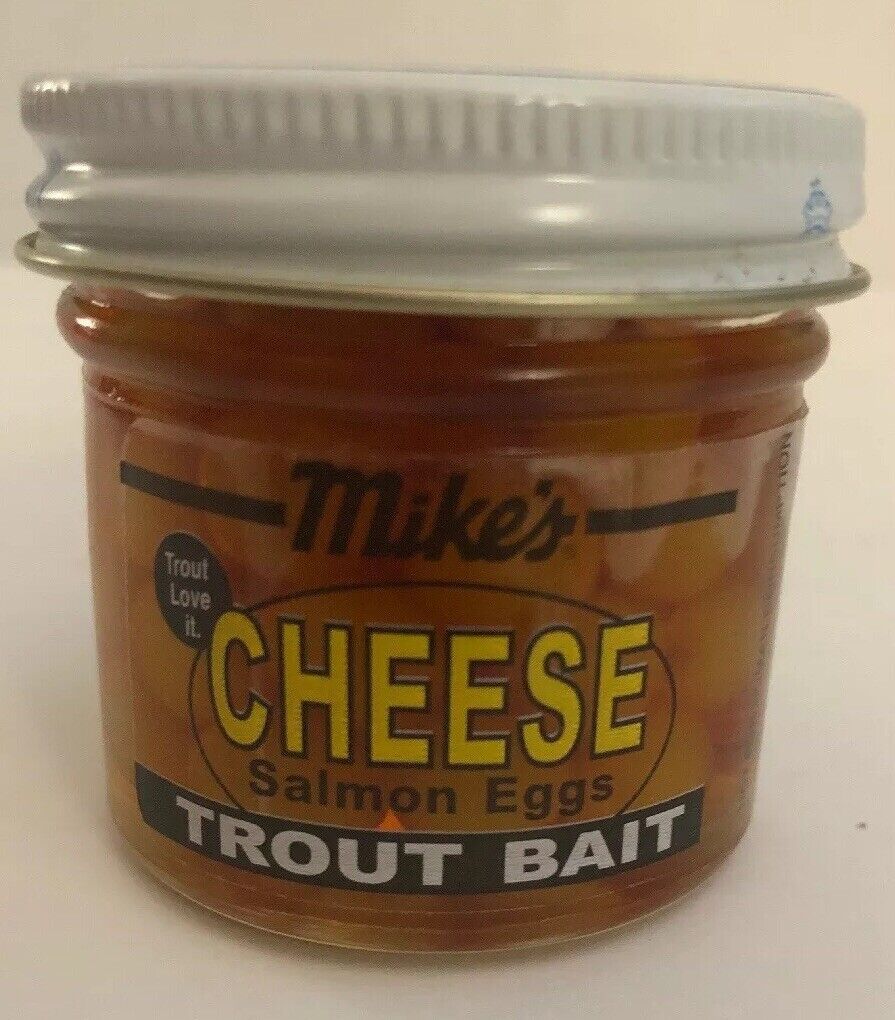 Mike's
Trout
Love
it.
CHEESE
Salmon Eggs
TROUT BAIT